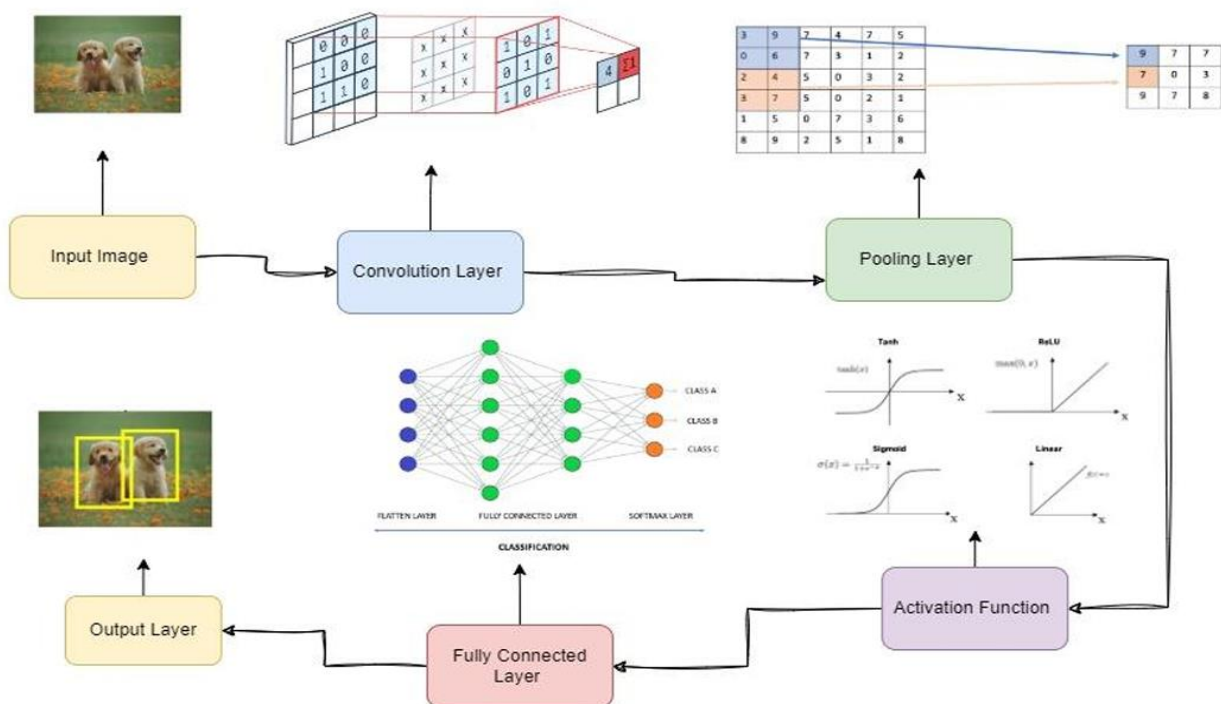 0 0 0
1 0 0
1 1 0
x x x
x x x
x x x
1 0 1
0 1 0
1 0 1
4 Σ1
3 9 7 4 7 5
0 6 ? 3 1 2
2 4 5 0 3 2
3 7 5 0 2 1
1 5 0 7 3 6
8 9 2 5 1 8
9 7 7
7 0 3
9 7 8
Input Image
Convolution Layer
Pooling Layer
CLASS A
CLASS B
CLASS C
FLATTEN LAYER
FULLY CONNECTED LAYER
SOFTMAX LAYER
CLASSIFICATION
Tanh
tanh(x)
X
ReLU
max(0, x)
X
Sigmoid
X
Linear
X
Output Layer
Fully Connected
Layer
Activation Function